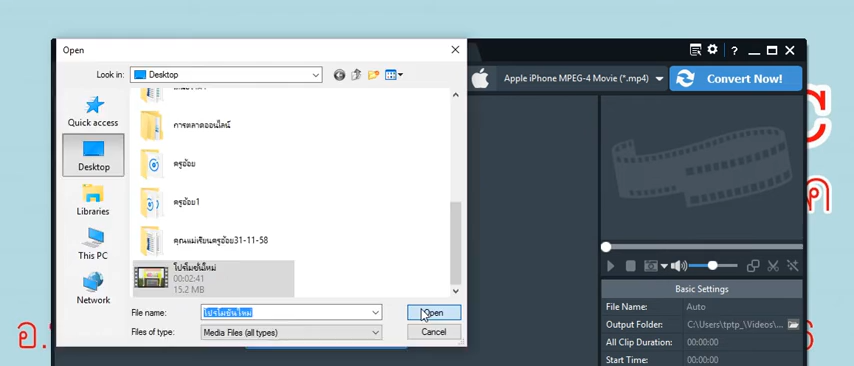 Open
Look in:
Desktop
Apple iPhone MPEG-4 Movie (*.mp4)
Convert Now!
Quick access
Desktop
Libraries
This PC
Network
การตลาดออนไลน์
ครูอ้อย
ครูอ้อย1
คุณแม่เรียนครูอ้อย31-11-58
โปรโมชั่นใหม่
00:02:41
15.2 MB
File name:
โปรโมชั่นใหม่
Open
Files of type:
Media Files (all types)
Cancel
Basic Settings
File Name: Auto
Output Folder: C:\Users\tptp_\Videos\...
All Clip Duration: 00:00:00
Start Time: 00:00:00
อ.